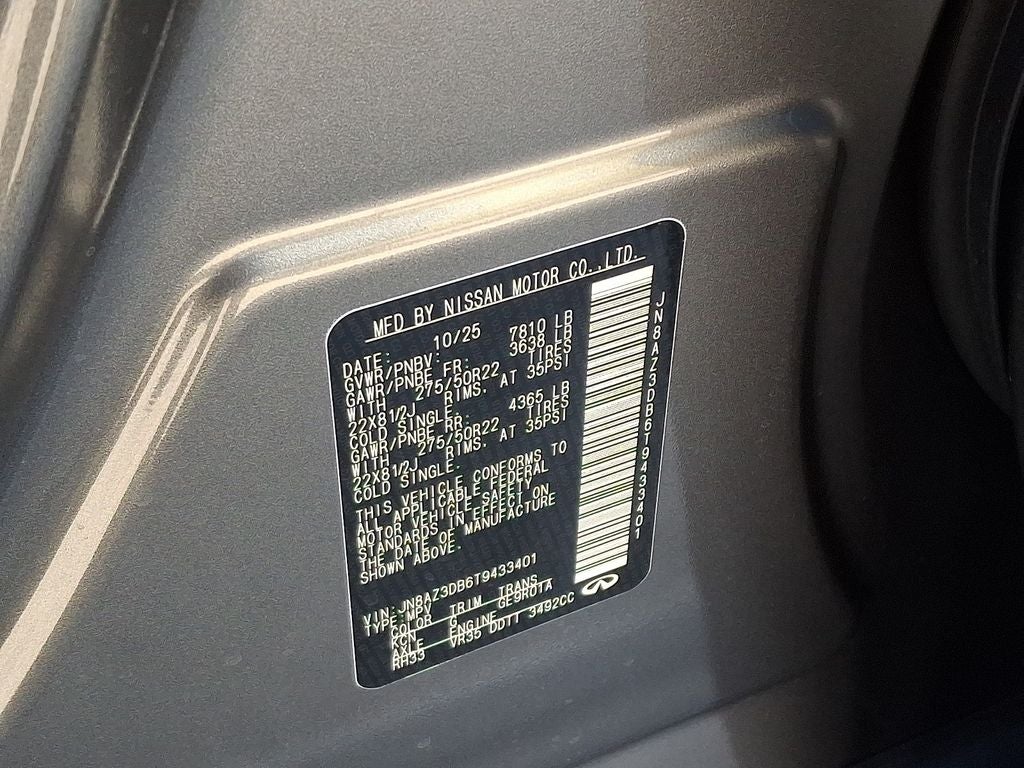 MFD BY NISSAN MOTOR CO.,LTD.
DATE: 10/25
GVWR/PNBV: 7810 LB
GAWR/PNBE FR. 3638 LB
WITH 275/50R22 TIRES
22X81/2J RIMS. AT 35PSI
COLD SINGLE.
GAWR/PNBE RR. 4365 LB
WITH 275/50R22 TIRES
22X81/2J RIMS. AT 35PSI
COLD SINGLE.
THIS VEHICLE CONFORMS TO
ALL APPLICABLE FEDERAL
MOTOR VEHICLE SAFETY
STANDARDS IN EFFECT ON
THE DATE OF MANUFACTURE
SHOWN ABOVE.
VIN:JN8AZ3DB6T9433401
TYPE:MPV
COLOR TRIM TRANS
KCN G GE9R01A
AXLE ENGINE
RH33 VR35 DDTT 3492CC
JN8AZ3DB6T9433401